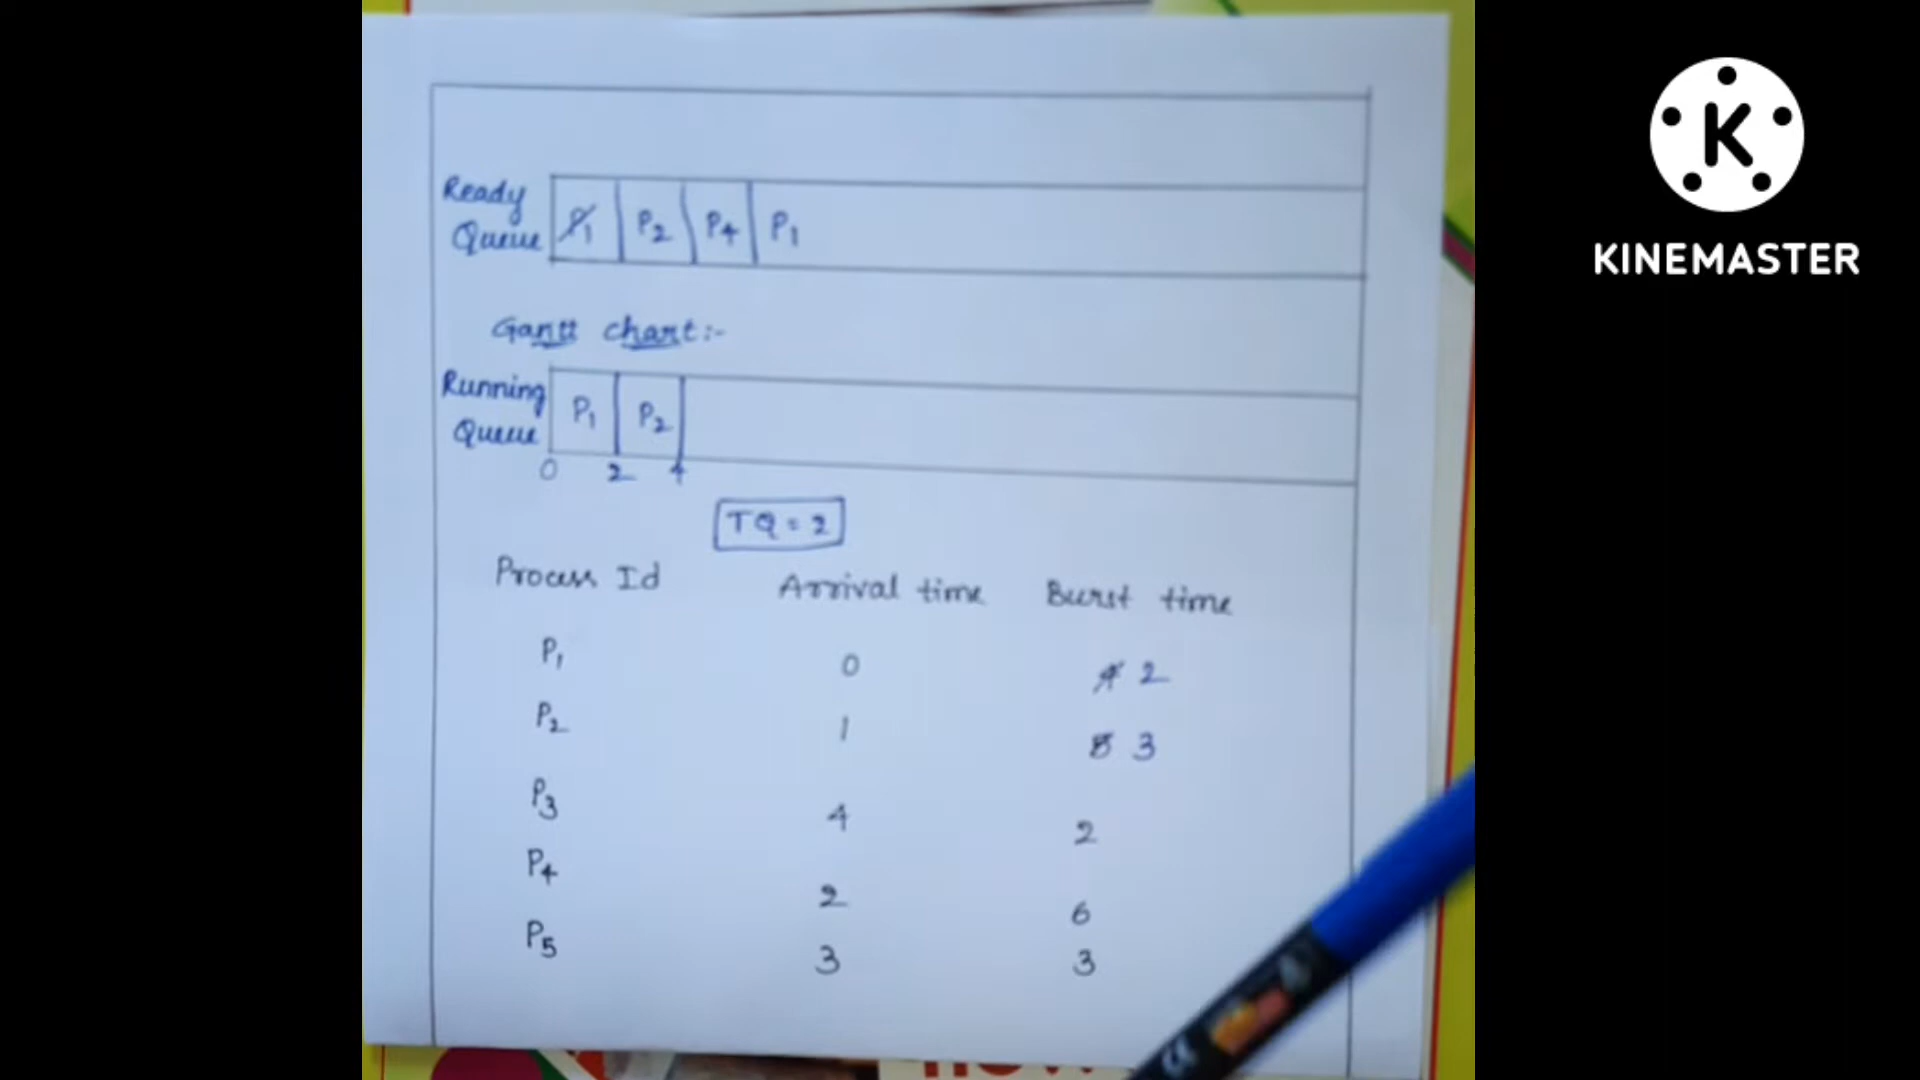 Ready
Queue
P1 P2 P4 P1
Gantt chart:-
Running
Queue
P1 P2
0 2 4
TQ = 2
Process Id Arrival time Burst time
P1 0 4 2
P2 1 5 3
P3 4 2
P4 2 6
P5 3 3
K
KINEMASTER